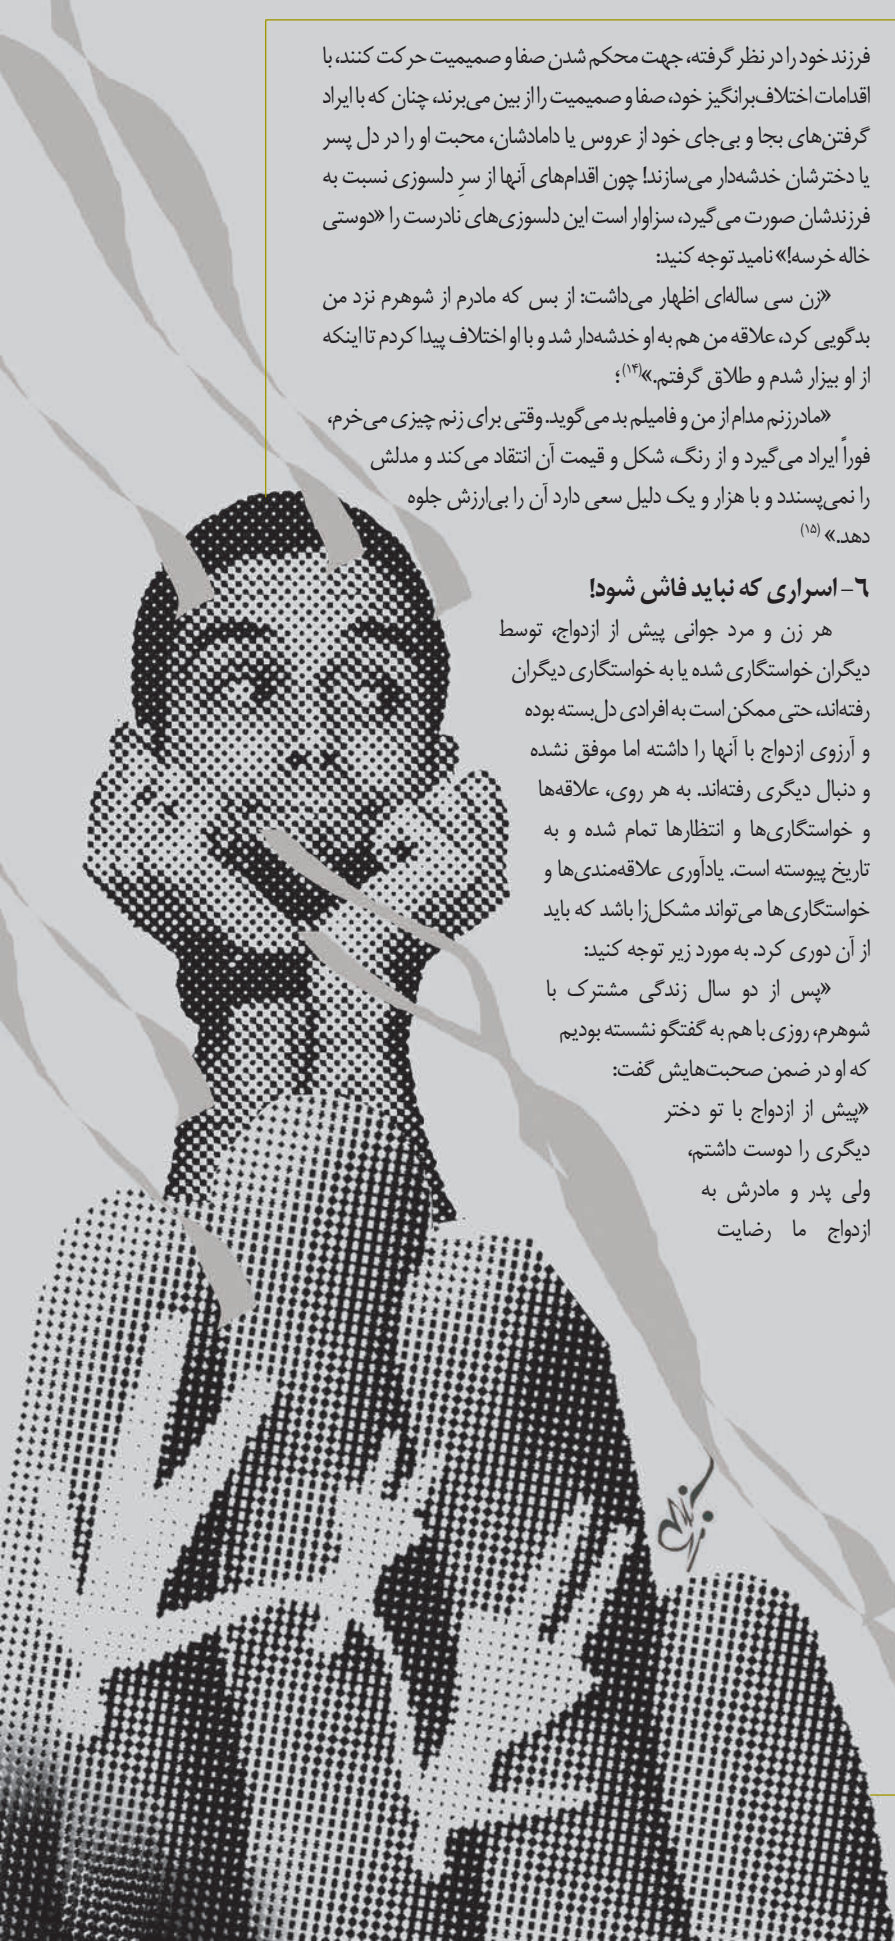 فرزند خود را در نظر گرفته، جهت محکم شدن صفا و صمیمیت حرکت کنند، با
اقدامات اختلاف‌برانگیز خود، صفا و صمیمیت را از بین می‌برند، چنان که با ایراد
گرفتن‌های بجا و بی‌جای خود از عروس یا دامادشان، محبت او را در دل پسر
یا دخترشان خدشه‌دار می‌سازند! چون اقدام‌های آنها از سرِ دلسوزی نسبت به
فرزندشان صورت می‌گیرد، سزاوار است این دلسوزی‌های نادرست را «دوستی
خاله خرسه!» نامید توجه کنید:
«زن سی ساله‌ای اظهار می‌داشت: از بس که مادرم از شوهرم نزد من
بدگویی کرد، علاقه من هم به او خدشه‌دار شد و با او اختلاف پیدا کردم تا اینکه
از او بیزار شدم و طلاق گرفتم.»(۱۴)؛
«مادرزنم مدام از من و فامیلم بد می‌گوید. وقتی برای زنم چیزی می‌خرم،
فوراً ایراد می‌گیرد و از رنگ، شکل و قیمت آن انتقاد می‌کند و مدلش
را نمی‌پسندد و با هزار و یک دلیل سعی دارد آن را بی‌ارزش جلوه
دهد.» (۱۵)
٦- اسراری که نباید فاش شود!
هر زن و مرد جوانی پیش از ازدواج، توسط
دیگران خواستگاری شده یا به خواستگاری دیگران
رفته‌اند، حتی ممکن است به افرادی دل‌بسته بوده
و آرزوی ازدواج با آنها را داشته اما موفق نشده
و دنبال دیگری رفته‌اند. به هر روی، علاقه‌ها
و خواستگاری‌ها و انتظارها تمام شده و به
تاریخ پیوسته است. یادآوری علاقه‌مندی‌ها و
خواستگاری‌ها می‌تواند مشکل‌زا باشد که باید
از آن دوری کرد. به مورد زیر توجه کنید:
«پس از دو سال زندگی مشترک با
شوهرم، روزی با هم به گفتگو نشسته بودیم
که او در ضمن صحبت‌هایش گفت:
«پیش از ازدواج با تو دختر
دیگری را دوست داشتم،
ولی پدر و مادرش به
ازدواج ما رضایت